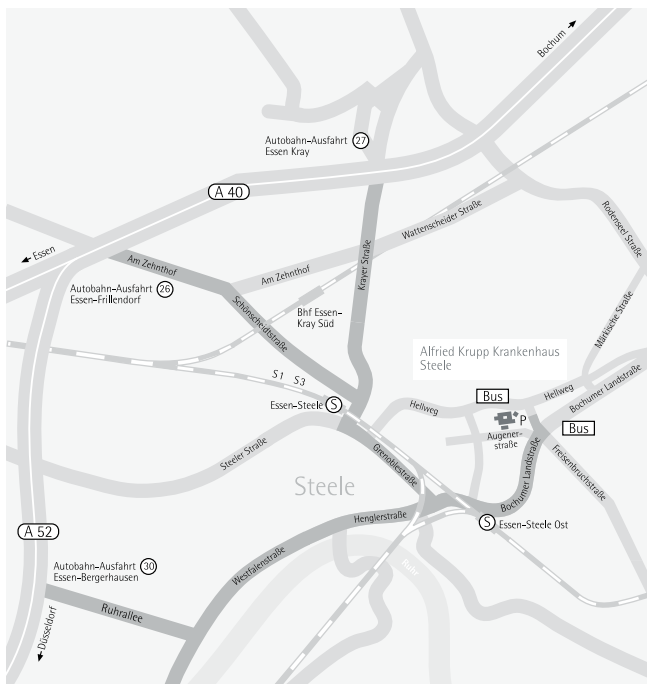 Bochum
Autobahn-Ausfahrt 27
Essen Kray
A 40
Wattenscheider Straße
Rodenseel Straße
Essen
Am Zehnthof
Am Zehnthof
Krayer Straße
Autobahn-Ausfahrt 26
Essen-Frillendorf
Schönscheidtstraße
Bhf Essen-
Kray Süd
Märkische Straße
Alfried Krupp Krankenhaus
Steele
S1 S3
Essen-Steele S
Hellweg
Bus
Hellweg
Bochumer Landstraße
P
Bus
Augener-
straße
Steeler Straße
Grenoblestraße
Freisenbruchstraße
Steele
Bochumer Landstraße
Henglerstraße
S Essen-Steele Ost
A 52
Autobahn-Ausfahrt 30
Essen-Bergerhausen
Westfalenstraße
Ruhr
Ruhrallee
Düsseldorf